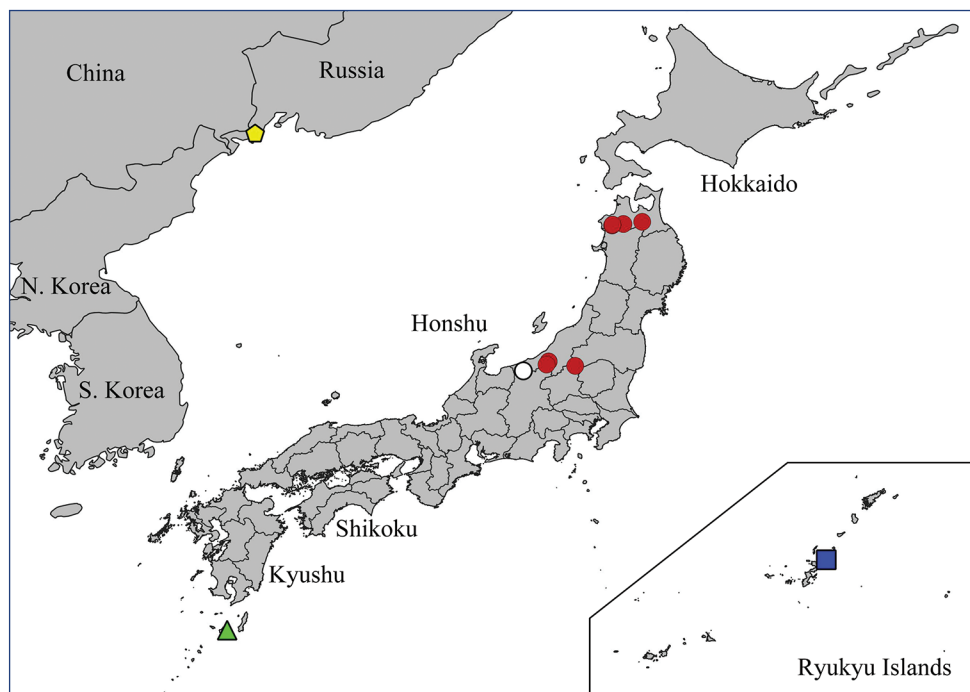 China
Russia
Hokkaido
N. Korea
Honshu
S. Korea
Shikoku
Kyushu
Ryukyu Islands